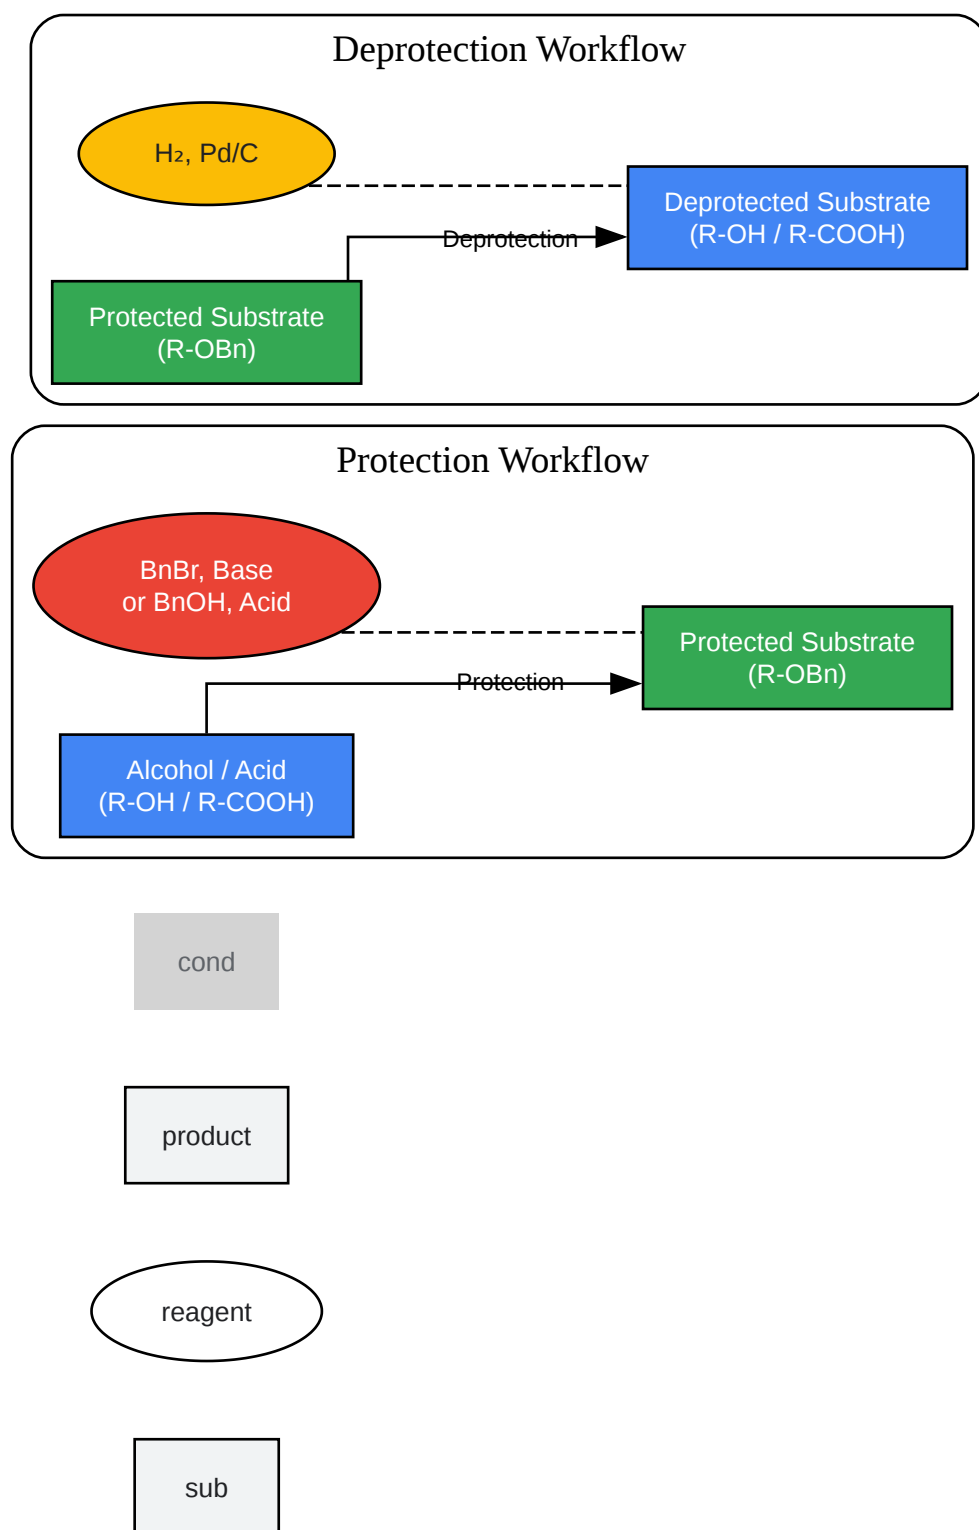 Deprotection Workflow
H₂, Pd/C
Deprotected Substrate
(R-OH / R-COOH)
Deprotection
Protected Substrate
(R-OBn)
Protection Workflow
BnBr, Base
or BnOH, Acid
Protected Substrate
(R-OBn)
Protection
Alcohol / Acid
(R-OH / R-COOH)
cond
product
reagent
sub